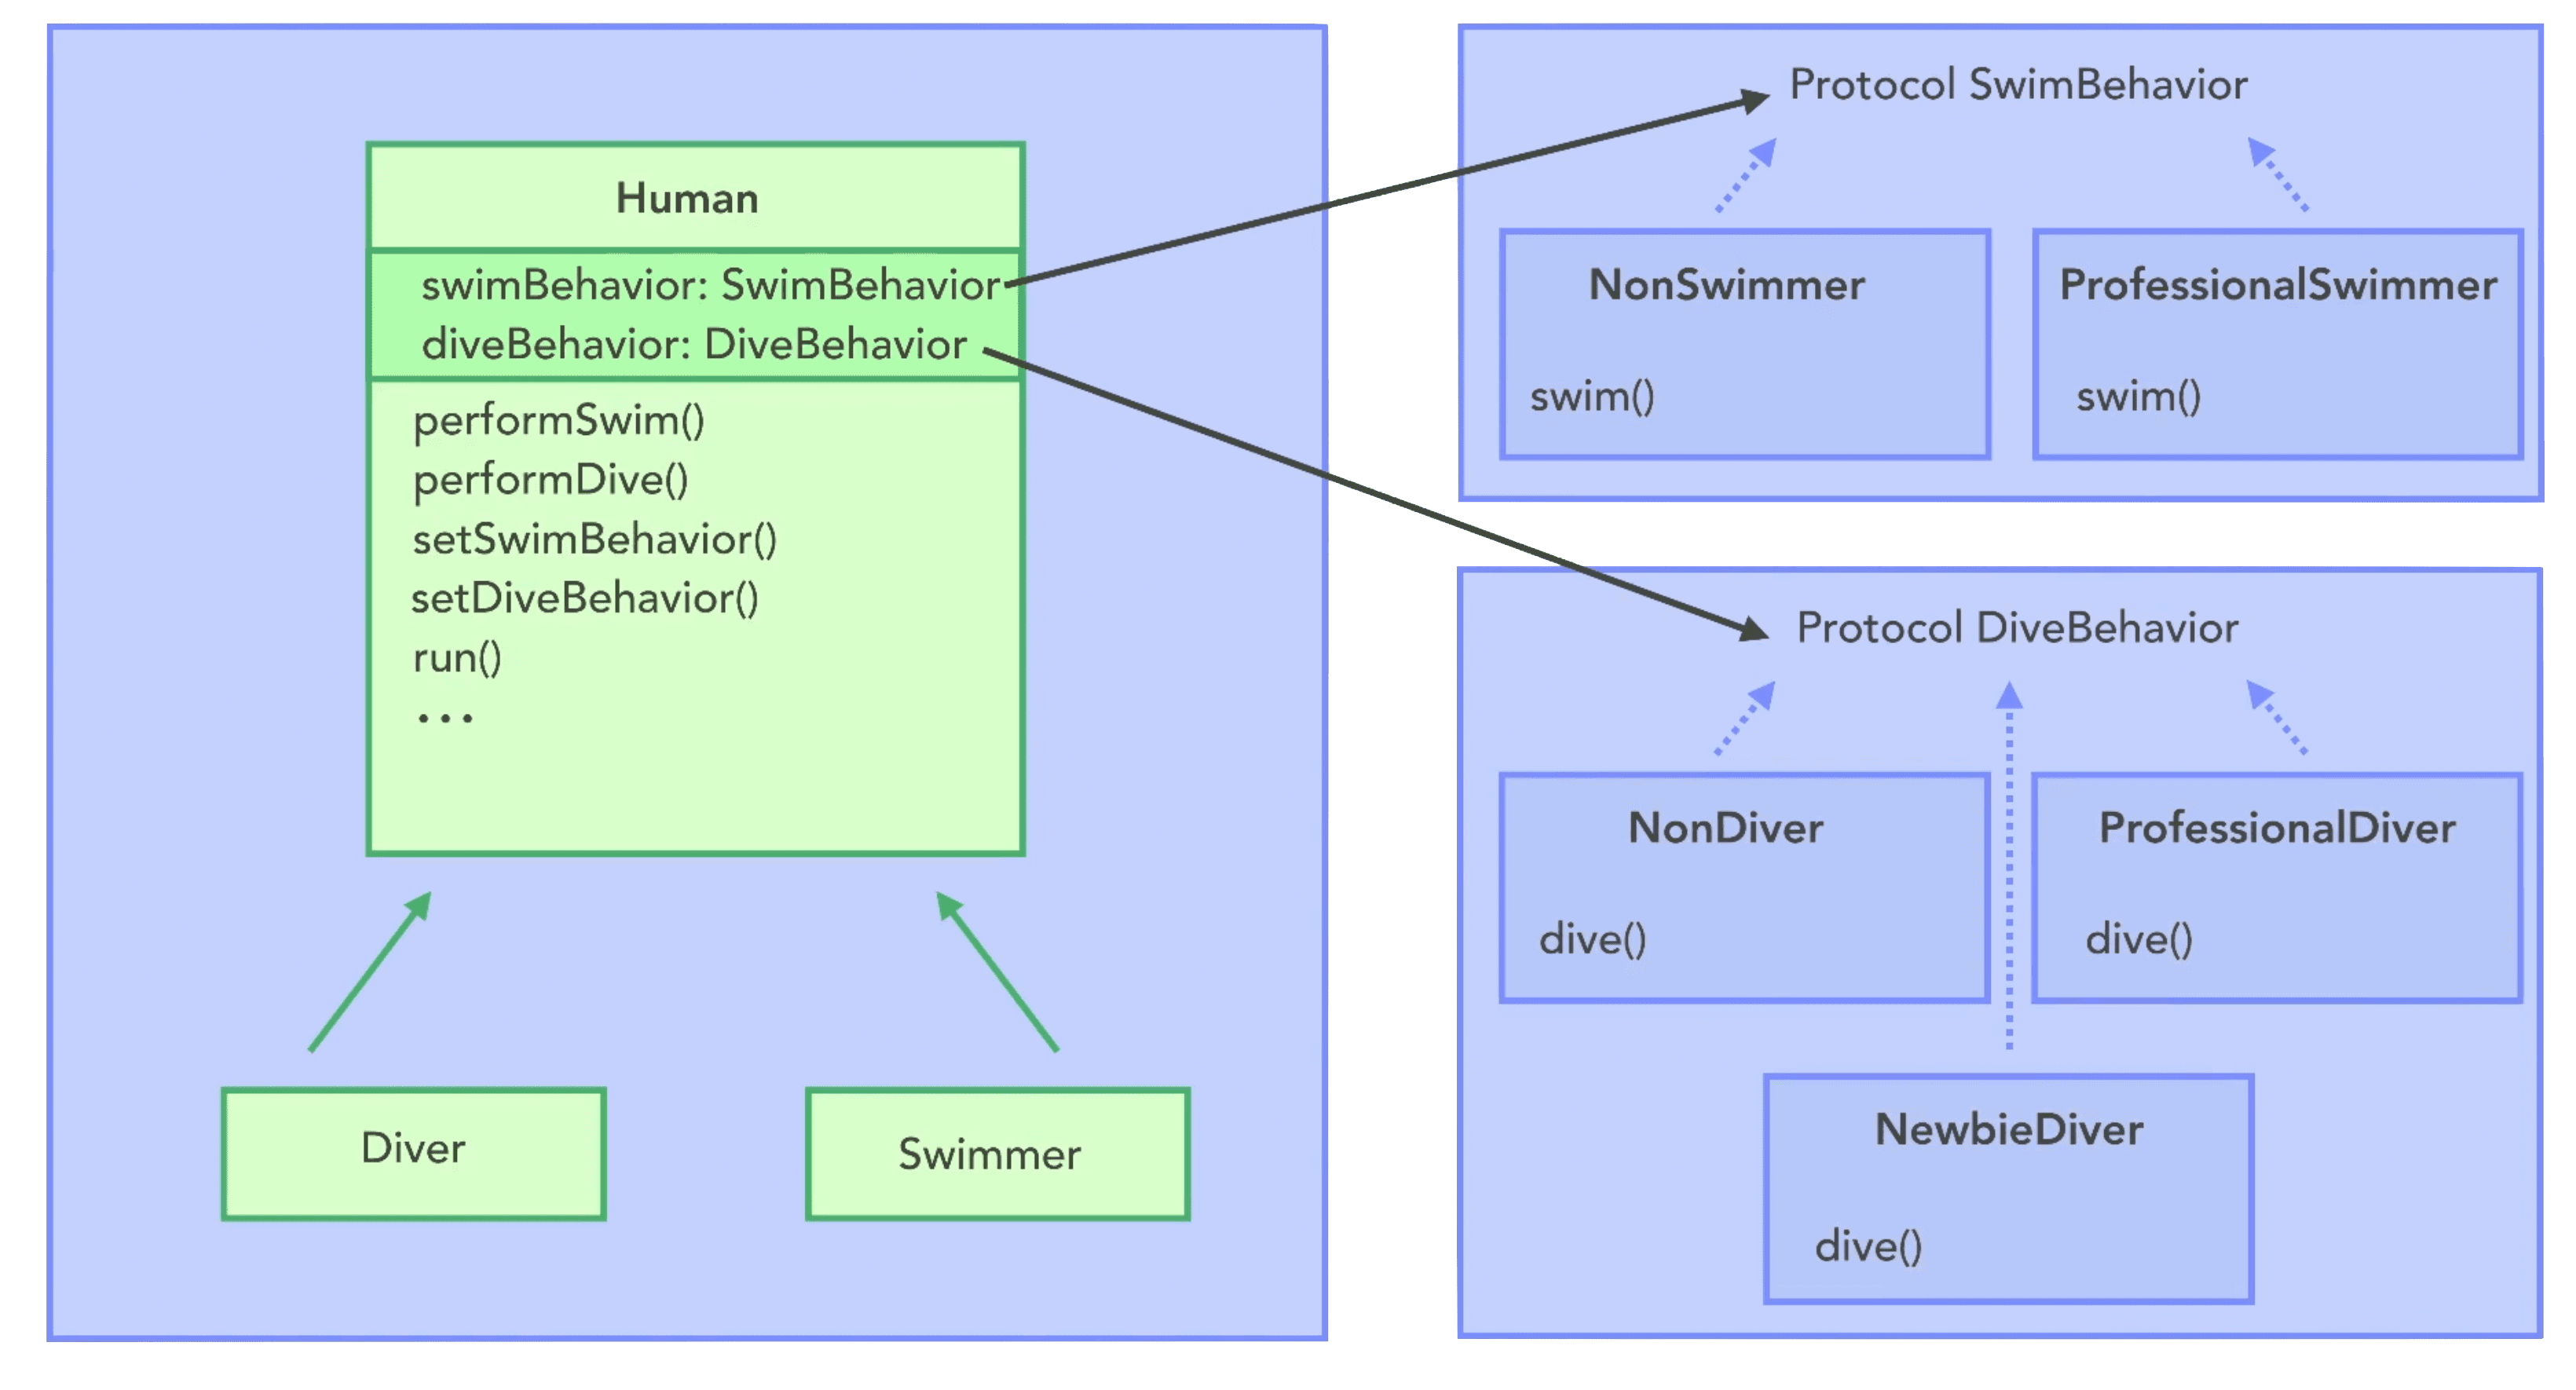 Human
swimBehavior: SwimBehavior
diveBehavior: DiveBehavior
performSwim()
performDive()
setSwimBehavior()
setDiveBehavior()
run()
...
Diver
Swimmer
Protocol SwimBehavior
NonSwimmer
swim()
ProfessionalSwimmer
swim()
Protocol DiveBehavior
NonDiver
dive()
ProfessionalDiver
dive()
NewbieDiver
dive()